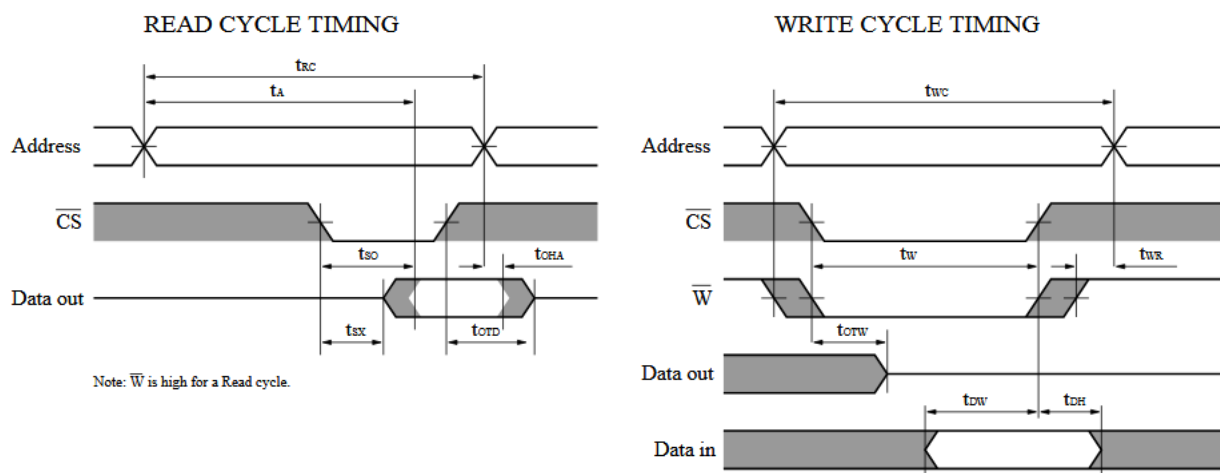 READ CYCLE TIMING
tRC
tA
Address
CS
tSO
tOHA
Data out
tSX
tOTD
Note: W is high for a Read cycle.
WRITE CYCLE TIMING
tWC
Address
CS
tW
tWR
W
tOTW
Data out
tDW
tDH
Data in